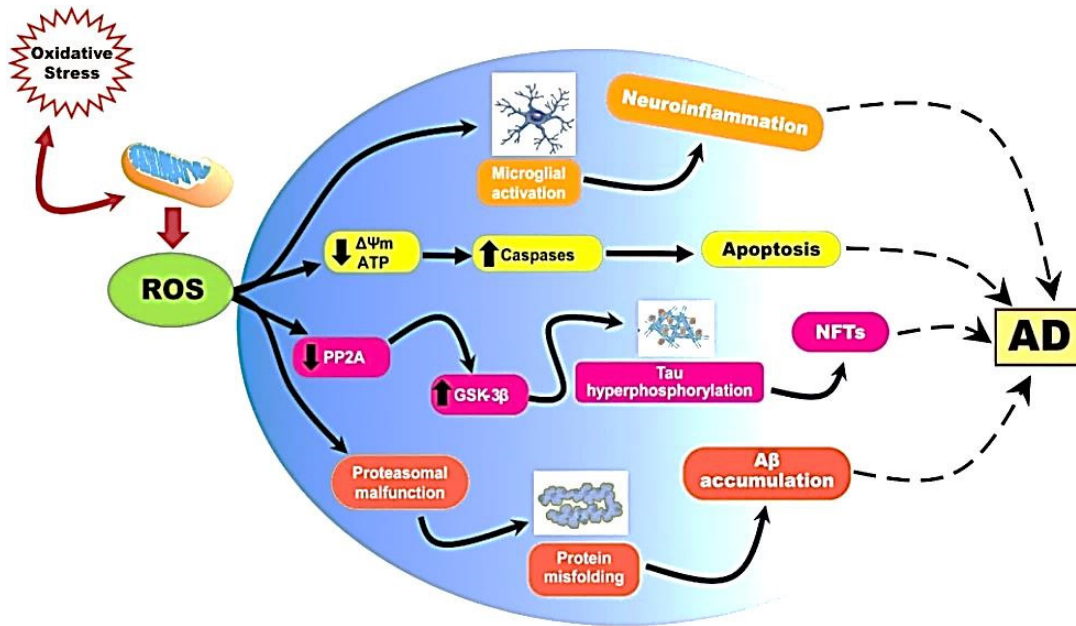 Oxidative
Stress
ROS
Microglial
activation
Neuroinflammation
ΔΨm
ATP
Caspases
Apoptosis
PP2A
GSK-3β
Tau
hyperphosphorylation
NFTs
Proteasomal
malfunction
Protein
misfolding
Aβ
accumulation
AD